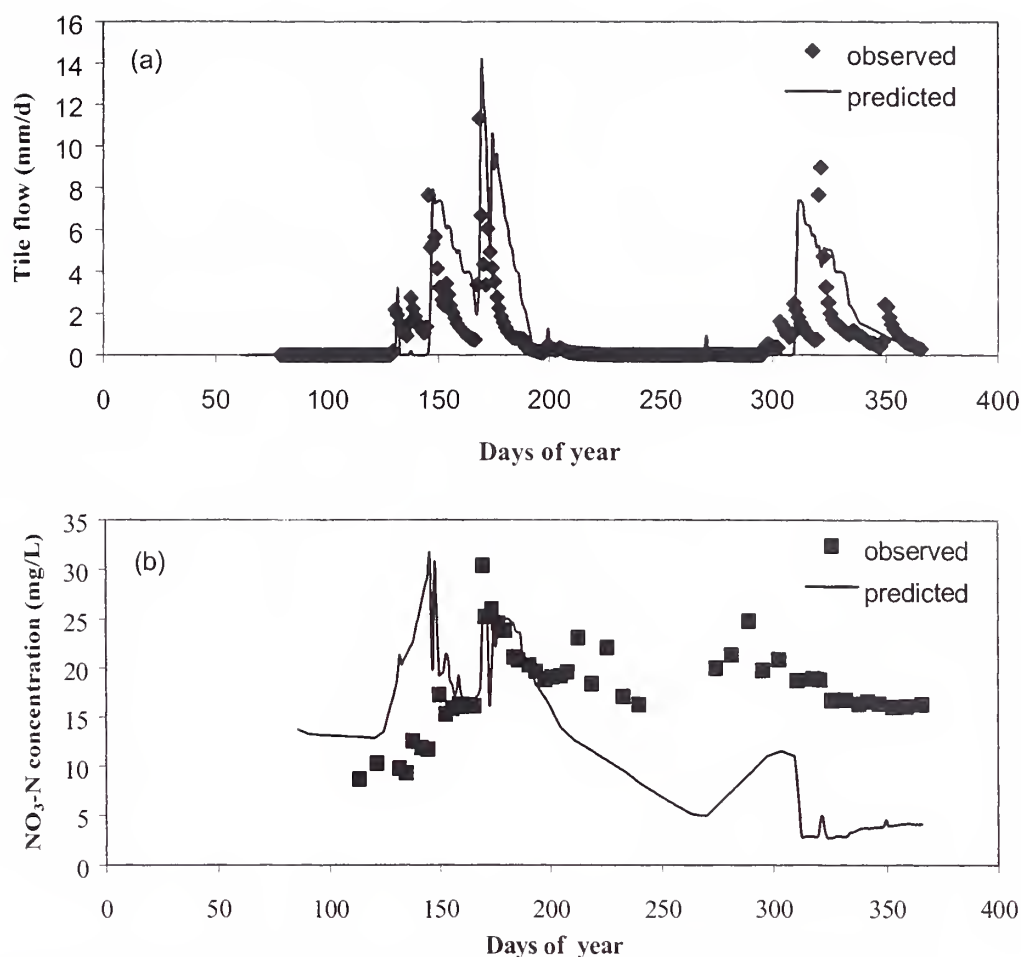 (a)
observed
predicted
16
14
12
10
8
6
4
2
0
Tile flow (mm/d)
0 50 100 150 200 250 300 350 400
Days of year
(b)
observed
predicted
35
30
25
20
15
10
5
0
NO₃-N concentration (mg/L)
0 50 100 150 200 250 300 350 400
Days of year